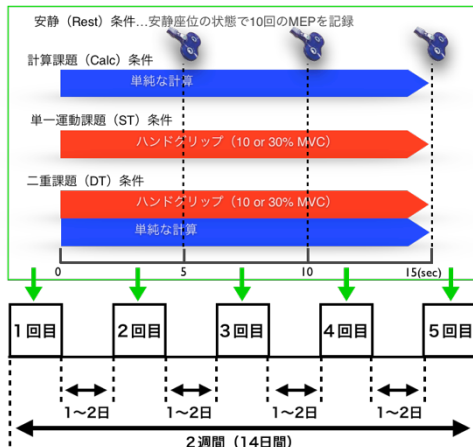 安静（Rest）条件…安静座位の状態で10回のMEPを記録
計算課題（Calc）条件
単純な計算
単一運動課題（ST）条件
ハンドグリップ（10 or 30% MVC）
二重課題（DT）条件
ハンドグリップ（10 or 30% MVC）
単純な計算
0 5 10 15(sec)
1回目 2回目 3回目 4回目 5回目
1〜2日 1〜2日 1〜2日 1〜2日
2週間（14日間）